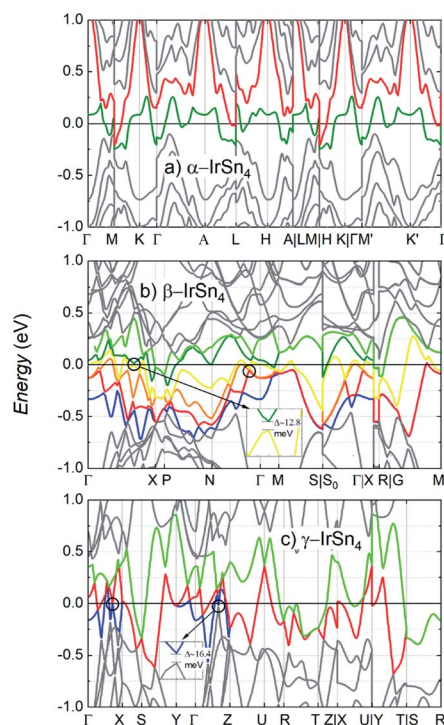 1.0
0.5
0.0
-0.5
-1.0
a) α-IrSn4
Γ M K Γ A L H A|LM|H K|ΓM' K' Γ
1.0
b) β-IrSn4
0.5
0.0
-0.5
Δ~12.8
meV
-1.0
Γ X P N Γ M S|S0 Γ|X R|G M
Energy (eV)
1.0
c) γ-IrSn4
0.5
0.0
-0.5
Δ~16.4
meV
-1.0
Γ X S Y Γ Z U R T Z|X U|Y T|S R